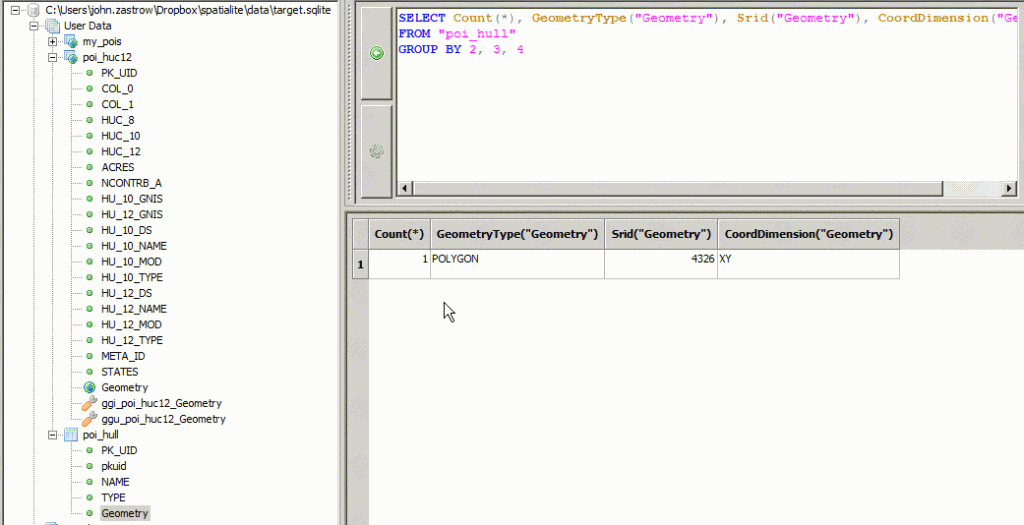 C:\Users\john.zastrow\Dropbox\spatialite\data\target.sqlite
User Data
my_pois
poi_huc12
PK_UID
COL_0
COL_1
HUC_8
HUC_10
HUC_12
ACRES
NCONTRB_A
HU_10_GNIS
HU_12_GNIS
HU_10_DS
HU_10_NAME
HU_10_MOD
HU_10_TYPE
HU_12_DS
HU_12_NAME
HU_12_MOD
HU_12_TYPE
META_ID
STATES
Geometry
ggi_poi_huc12_Geometry
ggu_poi_huc12_Geometry
poi_hull
PK_UID
pkuid
NAME
TYPE
Geometry
SELECT Count(*), GeometryType("Geometry"), Srid("Geometry"), CoordDimension("Ge
FROM "poi_hull"
GROUP BY 2, 3, 4
Count(*) GeometryType("Geometry") Srid("Geometry") CoordDimension("Geometry")
1 1 POLYGON 4326 XY